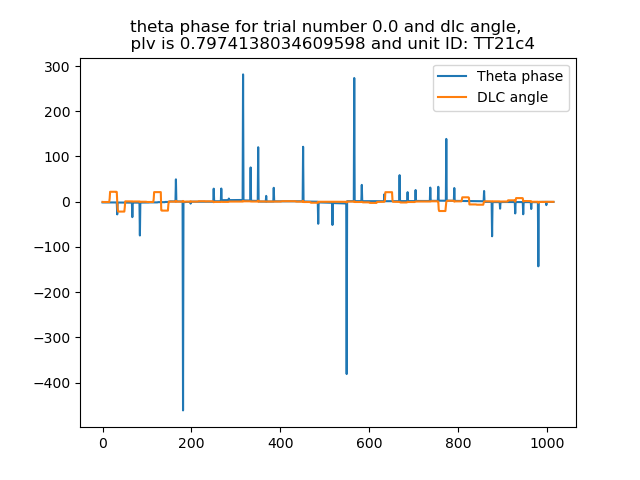 theta phase for trial number 0.0 and dlc angle,
plv is 0.7974138034609598 and unit ID: TT21c4
Theta phase
DLC angle
300
200
100
0
−100
−200
−300
−400
0 200 400 600 800 1000